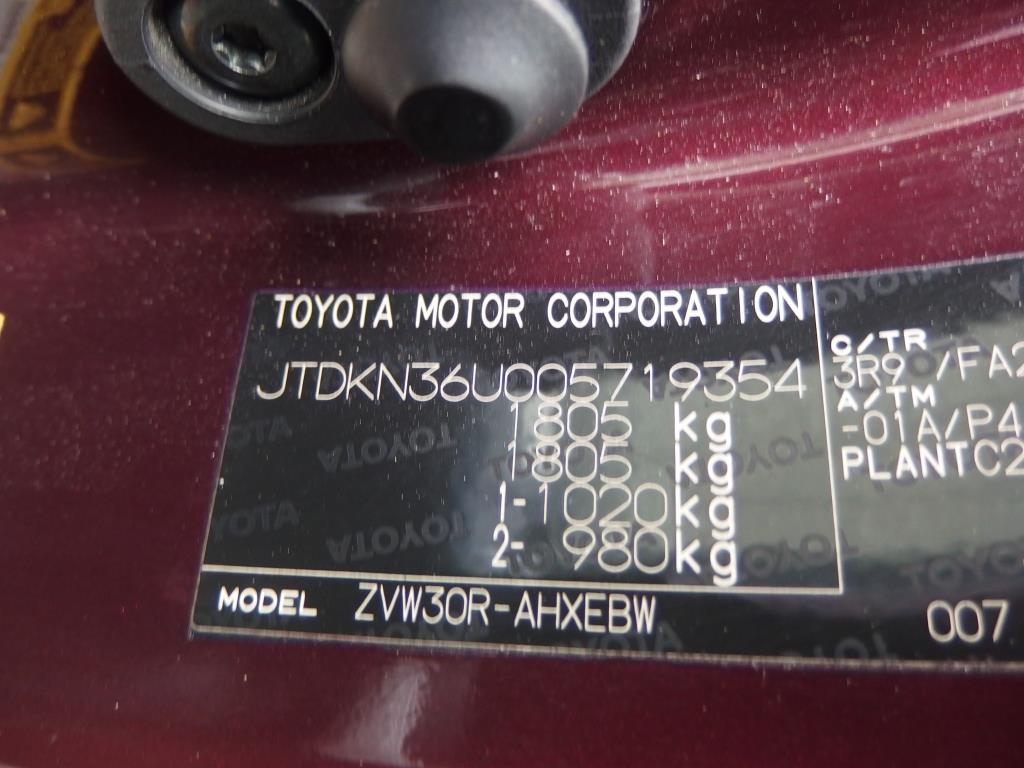 TOYOTA MOTOR CORPORATION
JTDKN36U005719354
1805 kg
1805 kg
1-1020 kg
2- 980 kg
C/TR
3R9 /FA2
A/TM
-01A/P4
PLANTC2
MODEL ZVW30R-AHXEBW 007